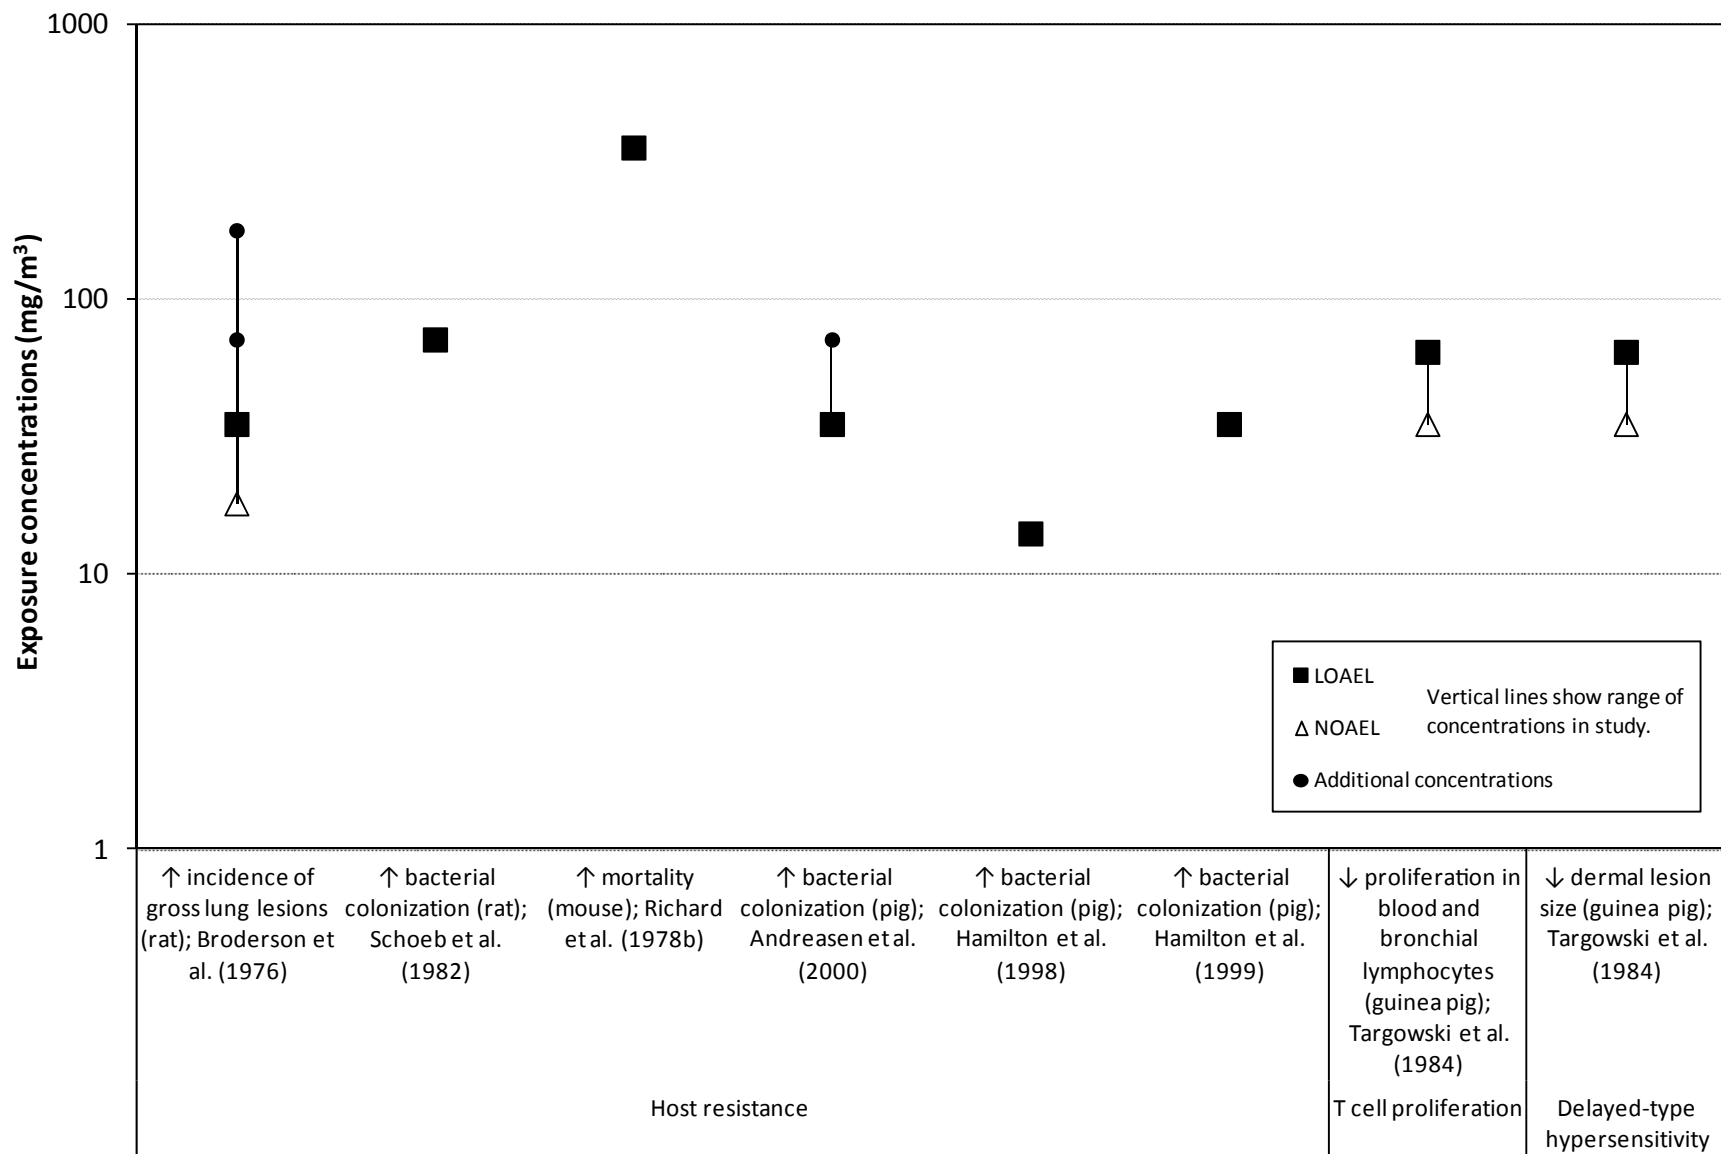 1000
100
10
1
Exposure concentrations (mg/m³)
LOAEL
NOAEL
Additional concentrations
Vertical lines show range of
concentrations in study.
↑ incidence of
gross lung lesions
(rat); Broderson et
al. (1976)
↑ bacterial
colonization (rat);
Schoeb et al.
(1982)
↑ mortality
(mouse); Richard
et al. (1978b)
↑ bacterial
colonization (pig);
Andreasen et al.
(2000)
↑ bacterial
colonization (pig);
Hamilton et al.
(1998)
↑ bacterial
colonization (pig);
Hamilton et al.
(1999)
↓ proliferation in
blood and
bronchial
lymphocytes
(guinea pig);
Targowski et al.
(1984)
↓ dermal lesion
size (guinea pig);
Targowski et al.
(1984)
Host resistance
T cell proliferation
Delayed-type
hypersensitivity